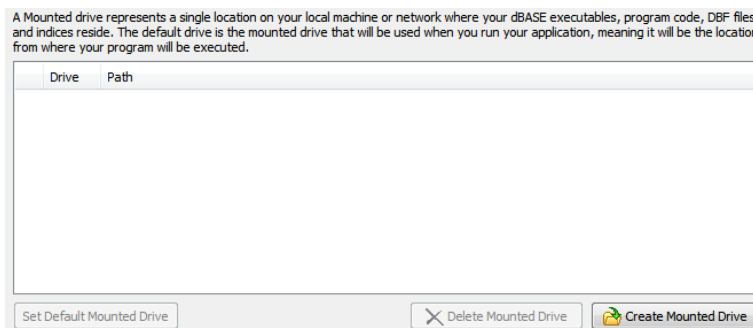 A Mounted drive represents a single location on your local machine or network where your dBASE executables, program code, DBF files
and indices reside. The default drive is the mounted drive that will be used when you run your application, meaning it will be the location
from where your program will be executed.
Drive Path
Set Default Mounted Drive Delete Mounted Drive Create Mounted Drive